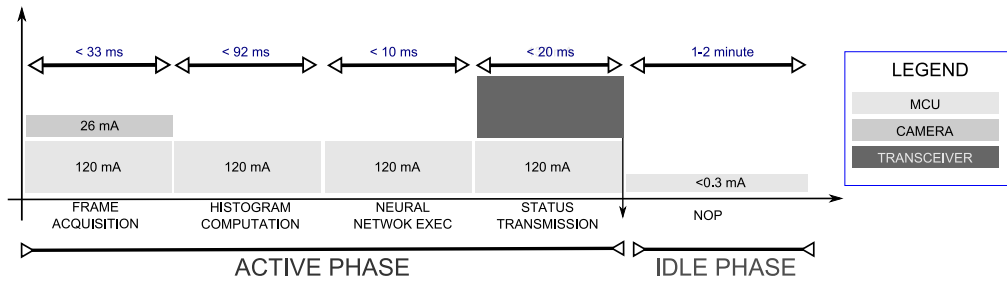 < 33 ms
< 92 ms
< 10 ms
< 20 ms
1-2 minute
26 mA
120 mA
120 mA
120 mA
120 mA
<0.3 mA
FRAME
ACQUISITION
HISTOGRAM
COMPUTATION
NEURAL
NETWOK EXEC
STATUS
TRANSMISSION
NOP
ACTIVE PHASE
IDLE PHASE
LEGEND
MCU
CAMERA
TRANSCEIVER